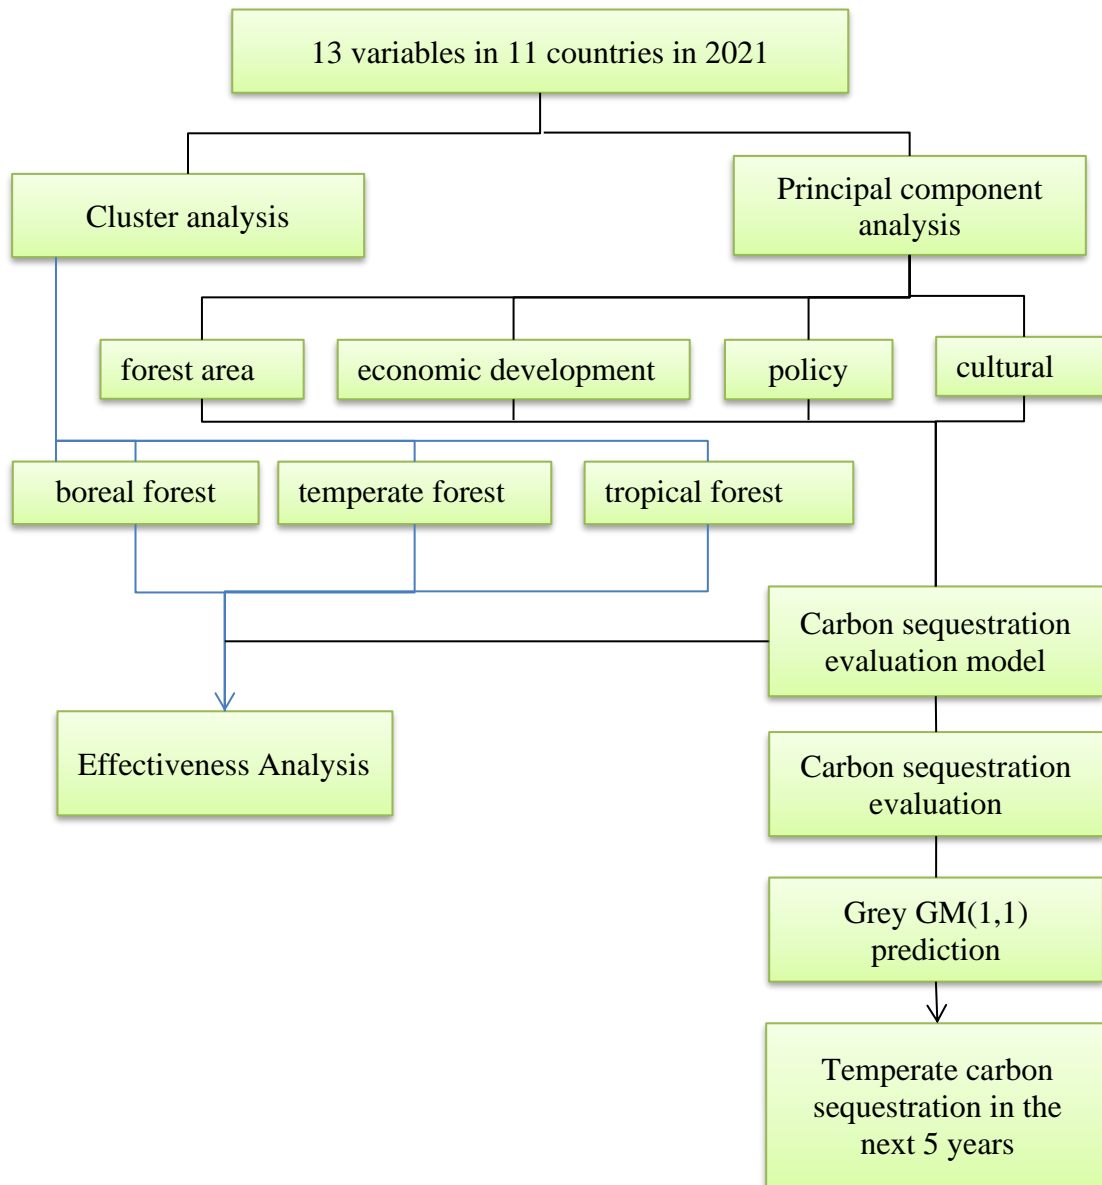 13 variables in 11 countries in 2021
Cluster analysis
Principal component
analysis
forest area
economic development
policy
cultural
boreal forest
temperate forest
tropical forest
Carbon sequestration
evaluation model
Effectiveness Analysis
Carbon sequestration
evaluation
Grey GM(1,1)
prediction
Temperate carbon
sequestration in the
next 5 years